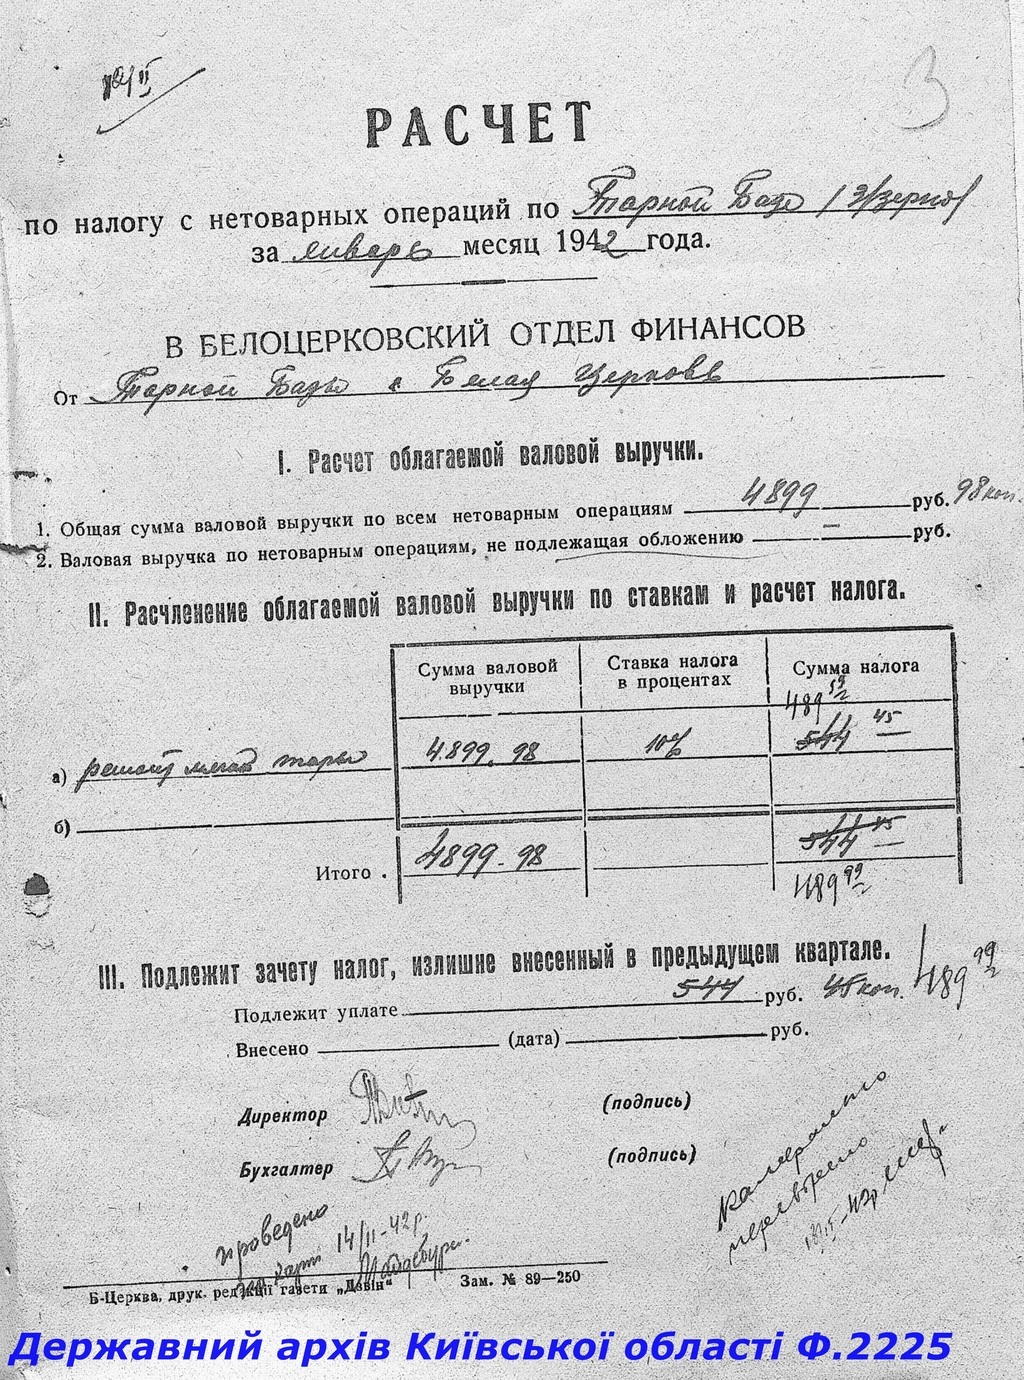 3
РАСЧЕТ
по налогу с нетоварных операций по Тарной Базе
за январь месяц 1942 года.
В БЕЛОЦЕРКОВСКИЙ ОТДЕЛ ФИНАНСОВ
От Тарной Базы г Белая Церковь
I. Расчет облагаемой валовой выручки.
1. Общая сумма валовой выручки по всем нетоварным операциям 4899 руб. 98 коп.
2. Валовая выручка по нетоварным операциям, не подлежащая обложению — руб.
II. Расчленение облагаемой валовой выручки по ставкам и расчет налога.
Сумма валовой выручки Ставка налога в процентах Сумма налога
489 99
а) ремонт мягкой тары 4.899. 98 10% 544 45
б)
Итого . 4899. 98 544 45
489 99
III. Подлежит зачету налог, излишне внесенный в предыдущем квартале.
Подлежит уплате 544 руб. 45 коп. 489 99
Внесено (дата) руб.
Директор (подпись)
Бухгалтер (подпись)
Камерально
перевірено
проведено
карт 14/II-42р.
Б-Церква, друк. редакції газети „Дзвін“ Зам. № 89—250
Державний архів Київської області Ф.2225